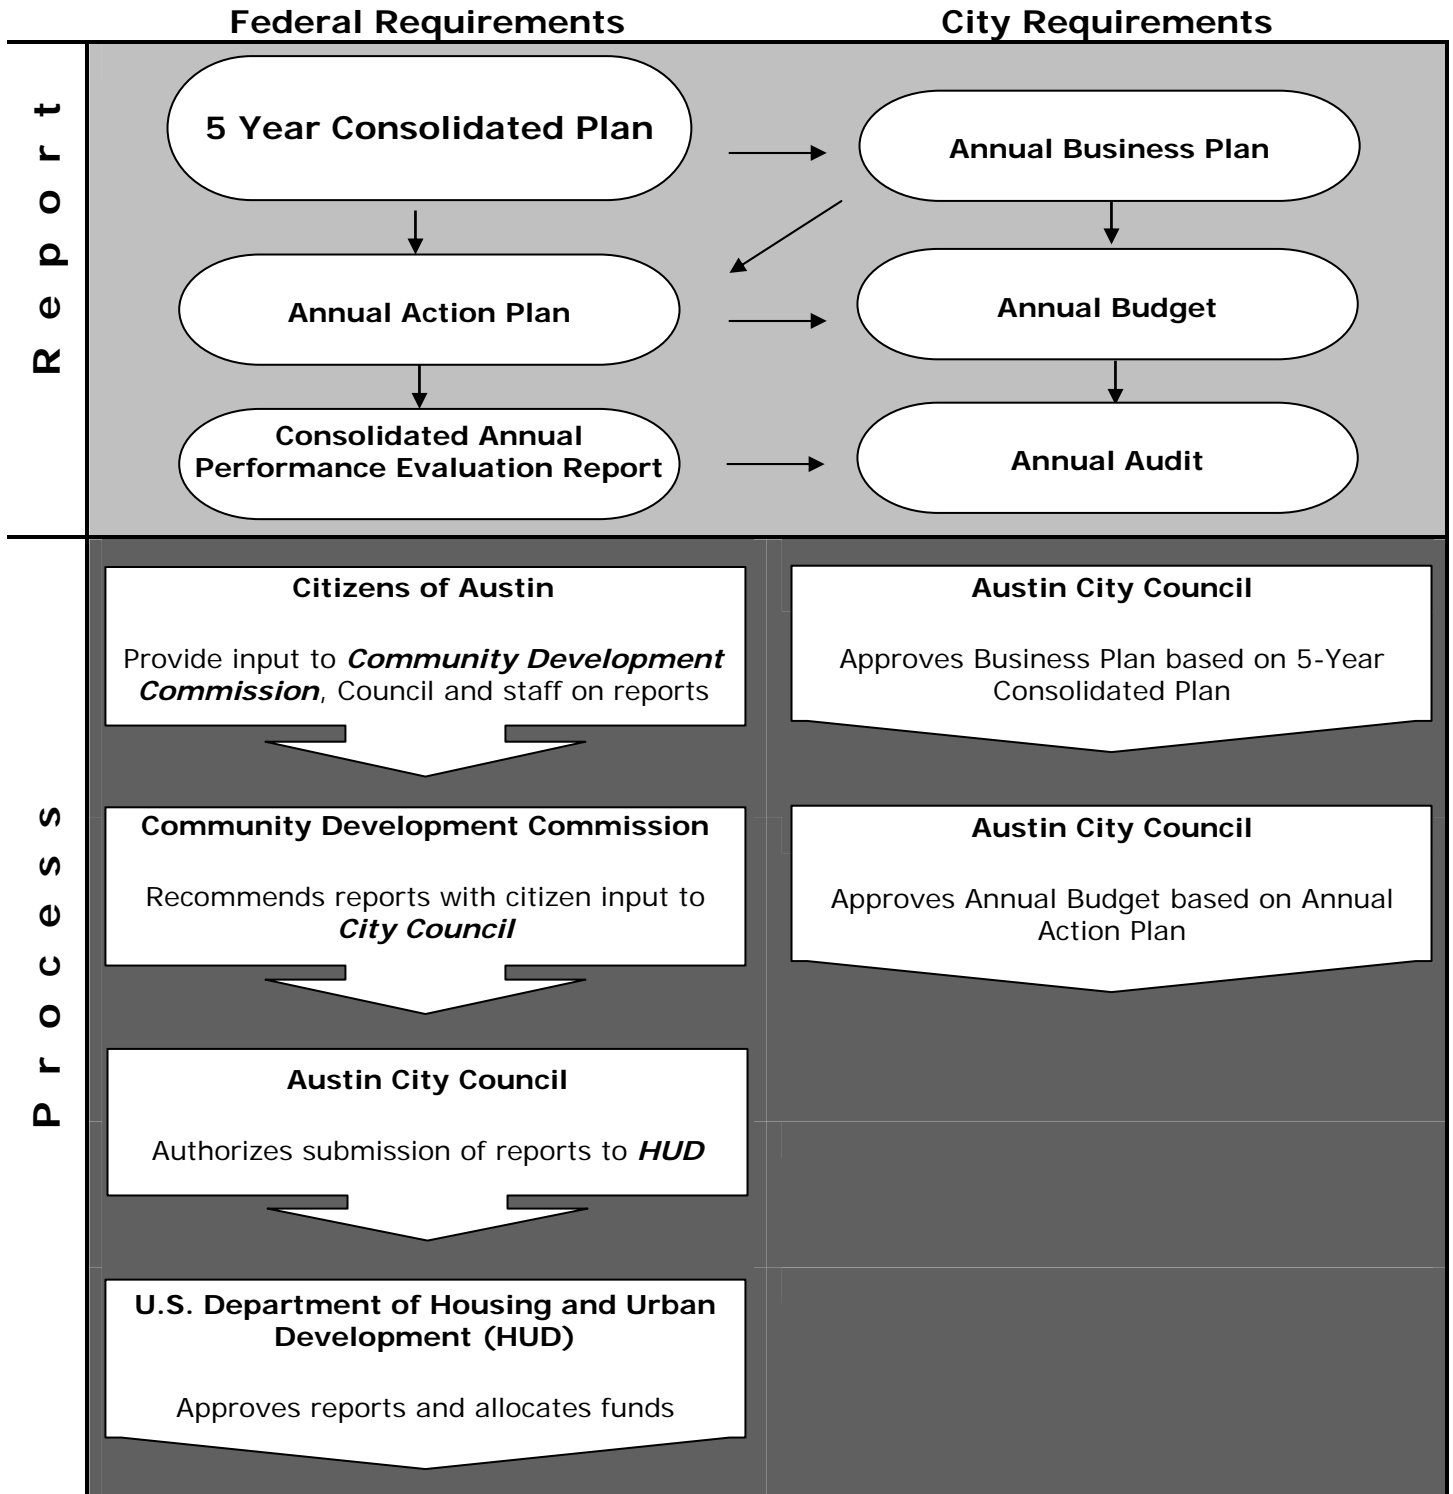 Federal Requirements
City Requirements
Report
5 Year Consolidated Plan
Annual Business Plan
Annual Action Plan
Annual Budget
Consolidated Annual
Performance Evaluation Report
Annual Audit
Process
Citizens of Austin
Provide input to Community Development
Commission, Council and staff on reports
Community Development Commission
Recommends reports with citizen input to
City Council
Austin City Council
Authorizes submission of reports to HUD
U.S. Department of Housing and Urban
Development (HUD)
Approves reports and allocates funds
Austin City Council
Approves Business Plan based on 5-Year
Consolidated Plan
Austin City Council
Approves Annual Budget based on Annual
Action Plan